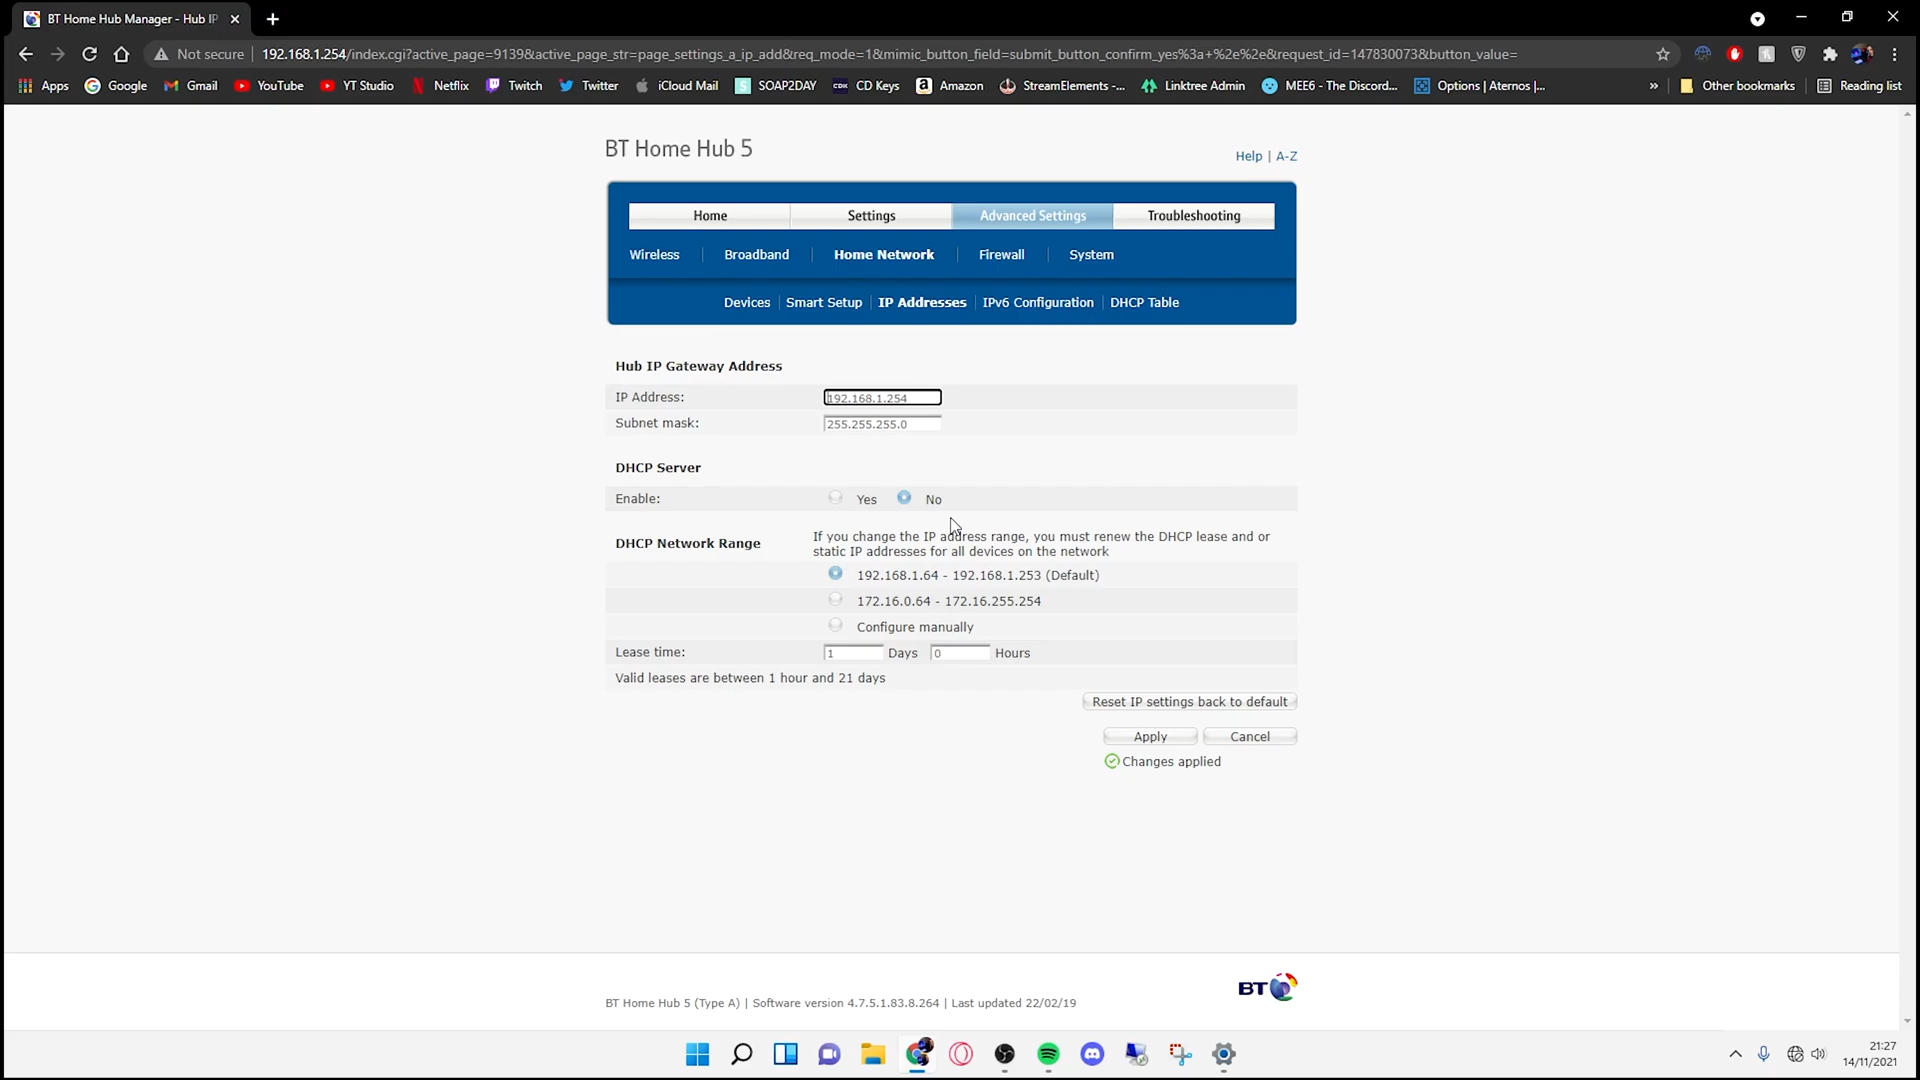 BT Home Hub Manager - Hub IP
Not secure 192.168.1.254/index.cgi?active_page=9139&active_page_str=page_settings_a_ip_add&req_mode=1&mimic_button_field=submit_button_confirm_yes%3a+%2e%2e&request_id=147830073&button_value=
Apps Google Gmail YouTube YT Studio Netflix Twitch Twitter iCloud Mail SOAP2DAY CDK CD Keys Amazon StreamElements -... Linktree Admin MEE6 - The Discord... Options | Aternos |... » Other bookmarks Reading list
BT Home Hub 5
Help | A-Z
Home Settings Advanced Settings Troubleshooting
Wireless Broadband Home Network Firewall System
Devices Smart Setup IP Addresses IPv6 Configuration DHCP Table
Hub IP Gateway Address
IP Address: 192.168.1.254
Subnet mask: 255.255.255.0
DHCP Server
Enable: Yes No
DHCP Network Range
If you change the IP address range, you must renew the DHCP lease and or
static IP addresses for all devices on the network
192.168.1.64 - 192.168.1.253 (Default)
172.16.0.64 - 172.16.255.254
Configure manually
Lease time: 1 Days 0 Hours
Valid leases are between 1 hour and 21 days
Reset IP settings back to default
Apply Cancel
Changes applied
BT
BT Home Hub 5 (Type A) | Software version 4.7.5.1.83.8.264 | Last updated 22/02/19
21:27
14/11/2021